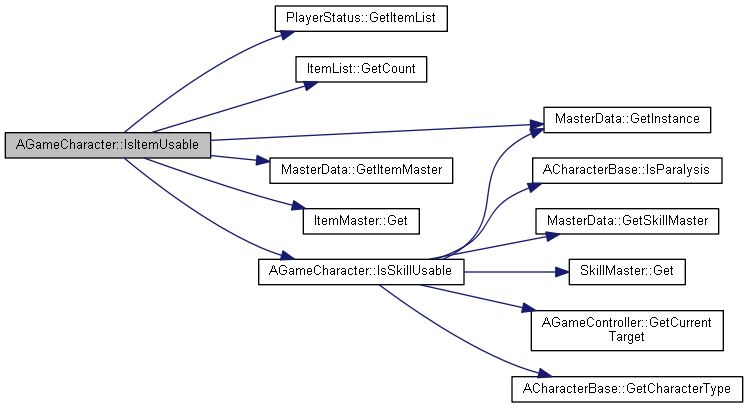 PlayerStatus::GetItemList
ItemList::GetCount
MasterData::GetInstance
AGameCharacter::IsItemUsable
MasterData::GetItemMaster
ACharacterBase::IsParalysis
ItemMaster::Get
MasterData::GetSkillMaster
AGameCharacter::IsSkillUsable
SkillMaster::Get
AGameController::GetCurrent
Target
ACharacterBase::GetCharacterType